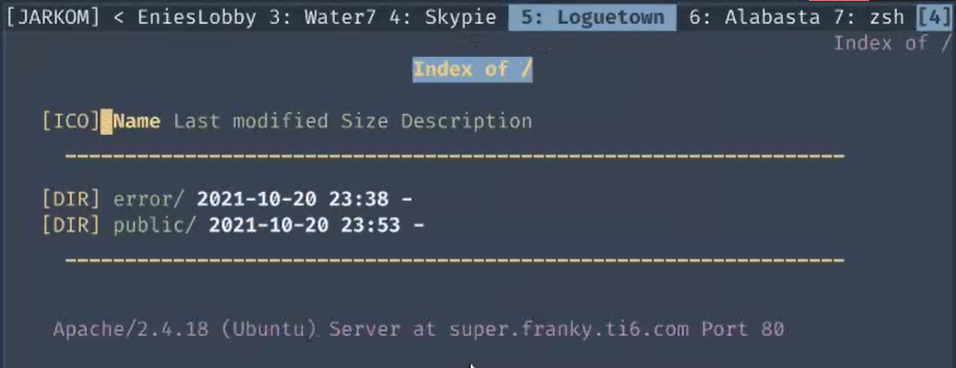 [JARKOM] < EniesLobby 3: Water7 4: Skypie 5: Loguetown 6: Alabasta 7: zsh [4]
Index of /
Index of /
[ICO] Name Last modified Size Description
[DIR] error/ 2021-10-20 23:38 -
[DIR] public/ 2021-10-20 23:53 -
Apache/2.4.18 (Ubuntu) Server at super.franky.ti6.com Port 80